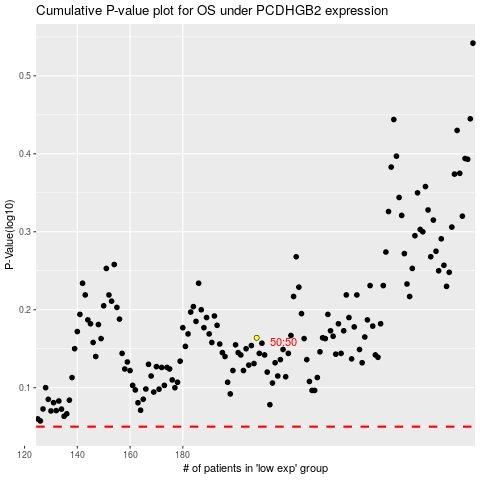 Cumulative P-value plot for OS under PCDHGB2 expression
P-Value(log10)
0.5
0.4
0.3
0.2
0.1
50:50
120 140 160 180
# of patients in 'low exp' group